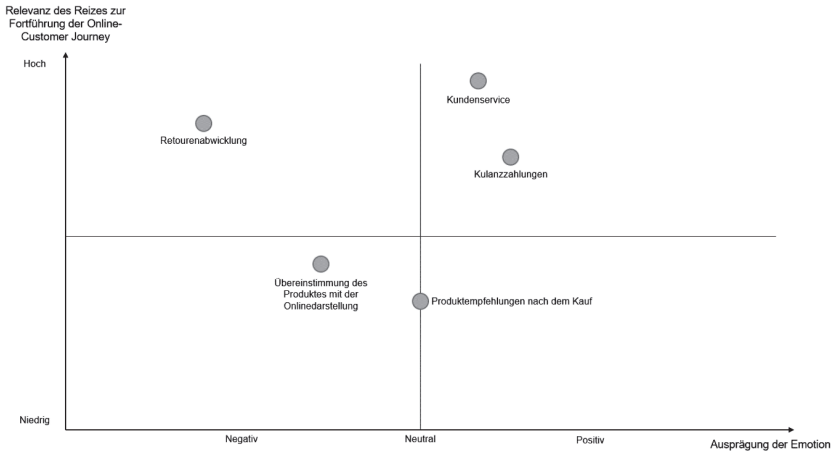 Relevanz des Reizes zur
Fortführung der Online-
Customer Journey
Hoch
Kundenservice
Retourenabwicklung
Kulanzzahlungen
Übereinstimmung des
Produktes mit der
Onlinedarstellung
Produktempfehlungen nach dem Kauf
Niedrig
Negativ
Neutral
Positiv
Ausprägung der Emotion